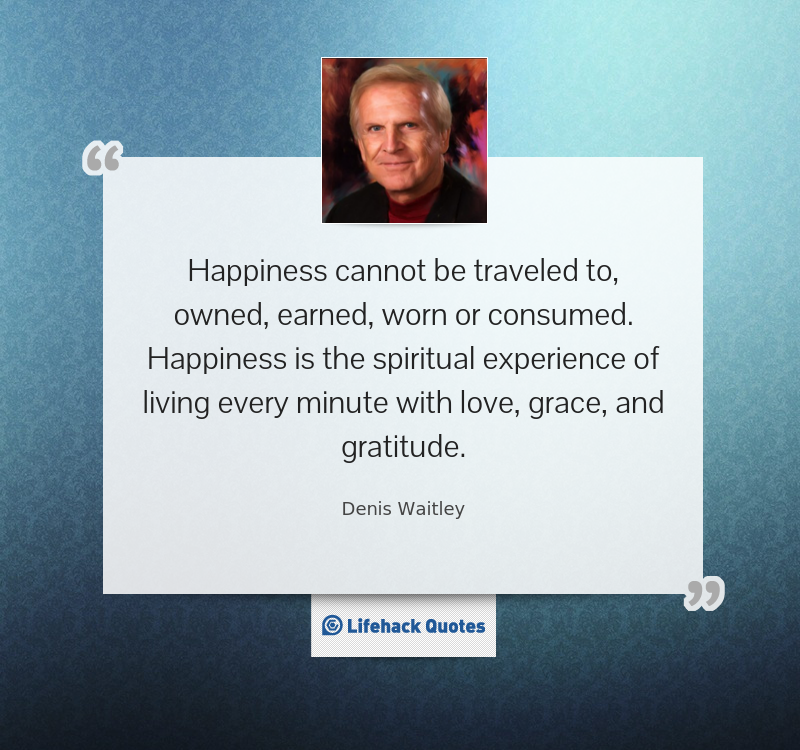 “
Happiness cannot be traveled to,
owned, earned, worn or consumed.
Happiness is the spiritual experience of
living every minute with love, grace, and
gratitude.
Denis Waitley
”
Lifehack Quotes